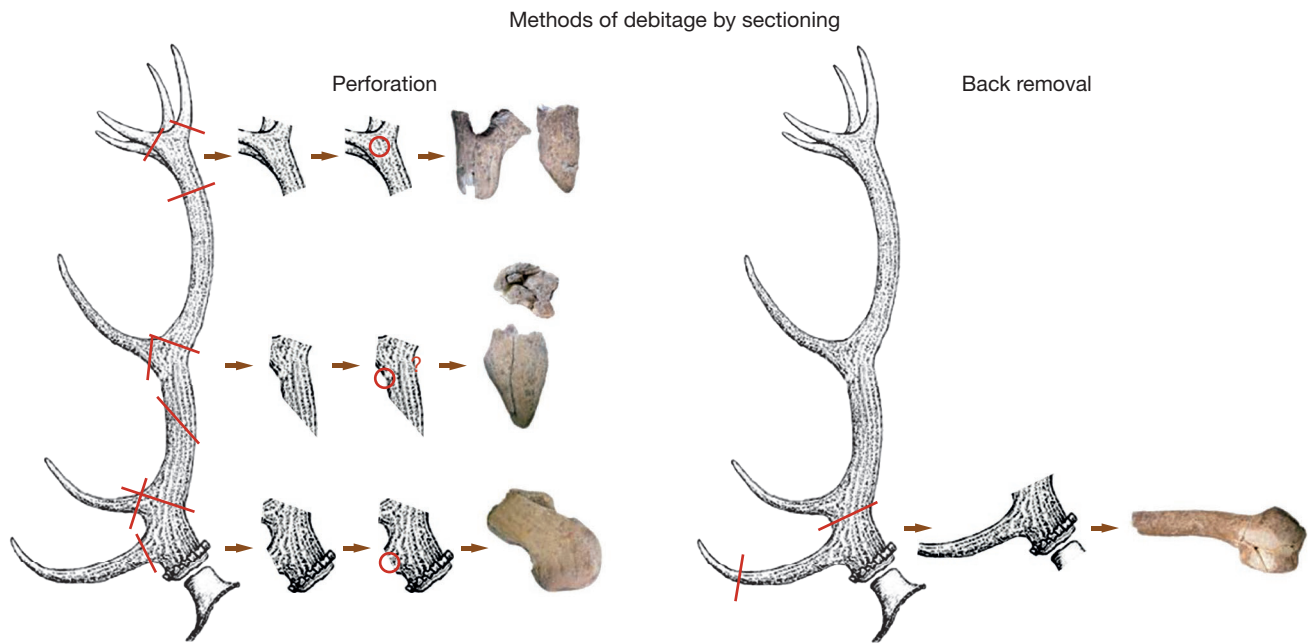 Methods of debitage by sectioning
Perforation
Back removal